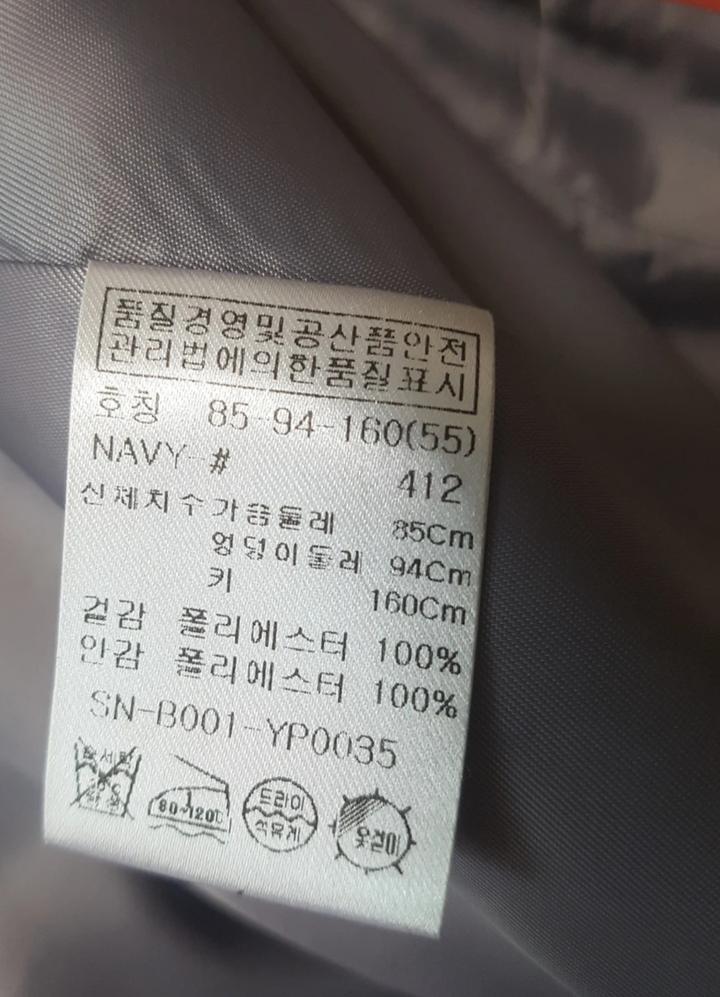 품질경영및공산품안전
관리법에의한품질표시
호칭 85-94-160(55)
NAVY-# 412
신체치수 가슴둘레 85Cm
엉덩이둘레 94Cm
키 160Cm
겉감 폴리에스터 100%
안감 폴리에스터 100%
SN-B001-YP0035
80~120℃
드라이
석유계
옷걸이